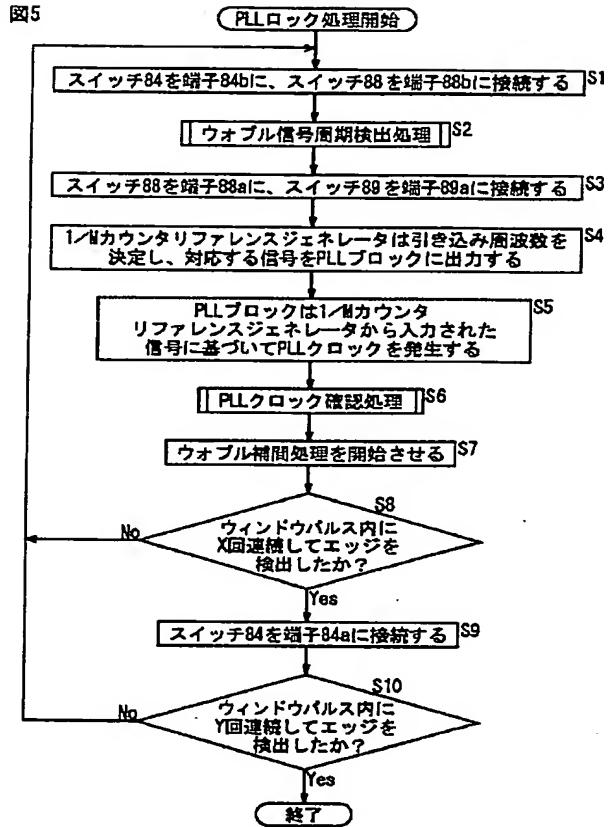 図5
PLLロック処理開始
スイッチ84を端子84bに、スイッチ88を端子88bに接続する
S1
ウォブル信号周期検出処理
S2
スイッチ88を端子88aに、スイッチ89を端子89aに接続する
S3
1/Mカウンタリファレンスジェネレータは引き込み周波数を
決定し、対応する信号をPLLブロックに出力する
S4
PLLブロックは1/Mカウンタ
リファレンスジェネレータから入力された
信号に基づいてPLLクロックを発生する
S5
PLLクロック確認処理
S6
ウォブル補間処理を開始させる
S7
S8
ウィンドウパルス内に
X回連続してエッジを
検出したか?
No
Yes
スイッチ84を端子84aに接続する
S9
S10
ウィンドウパルス内に
Y回連続してエッジを
検出したか?
No
Yes
終了